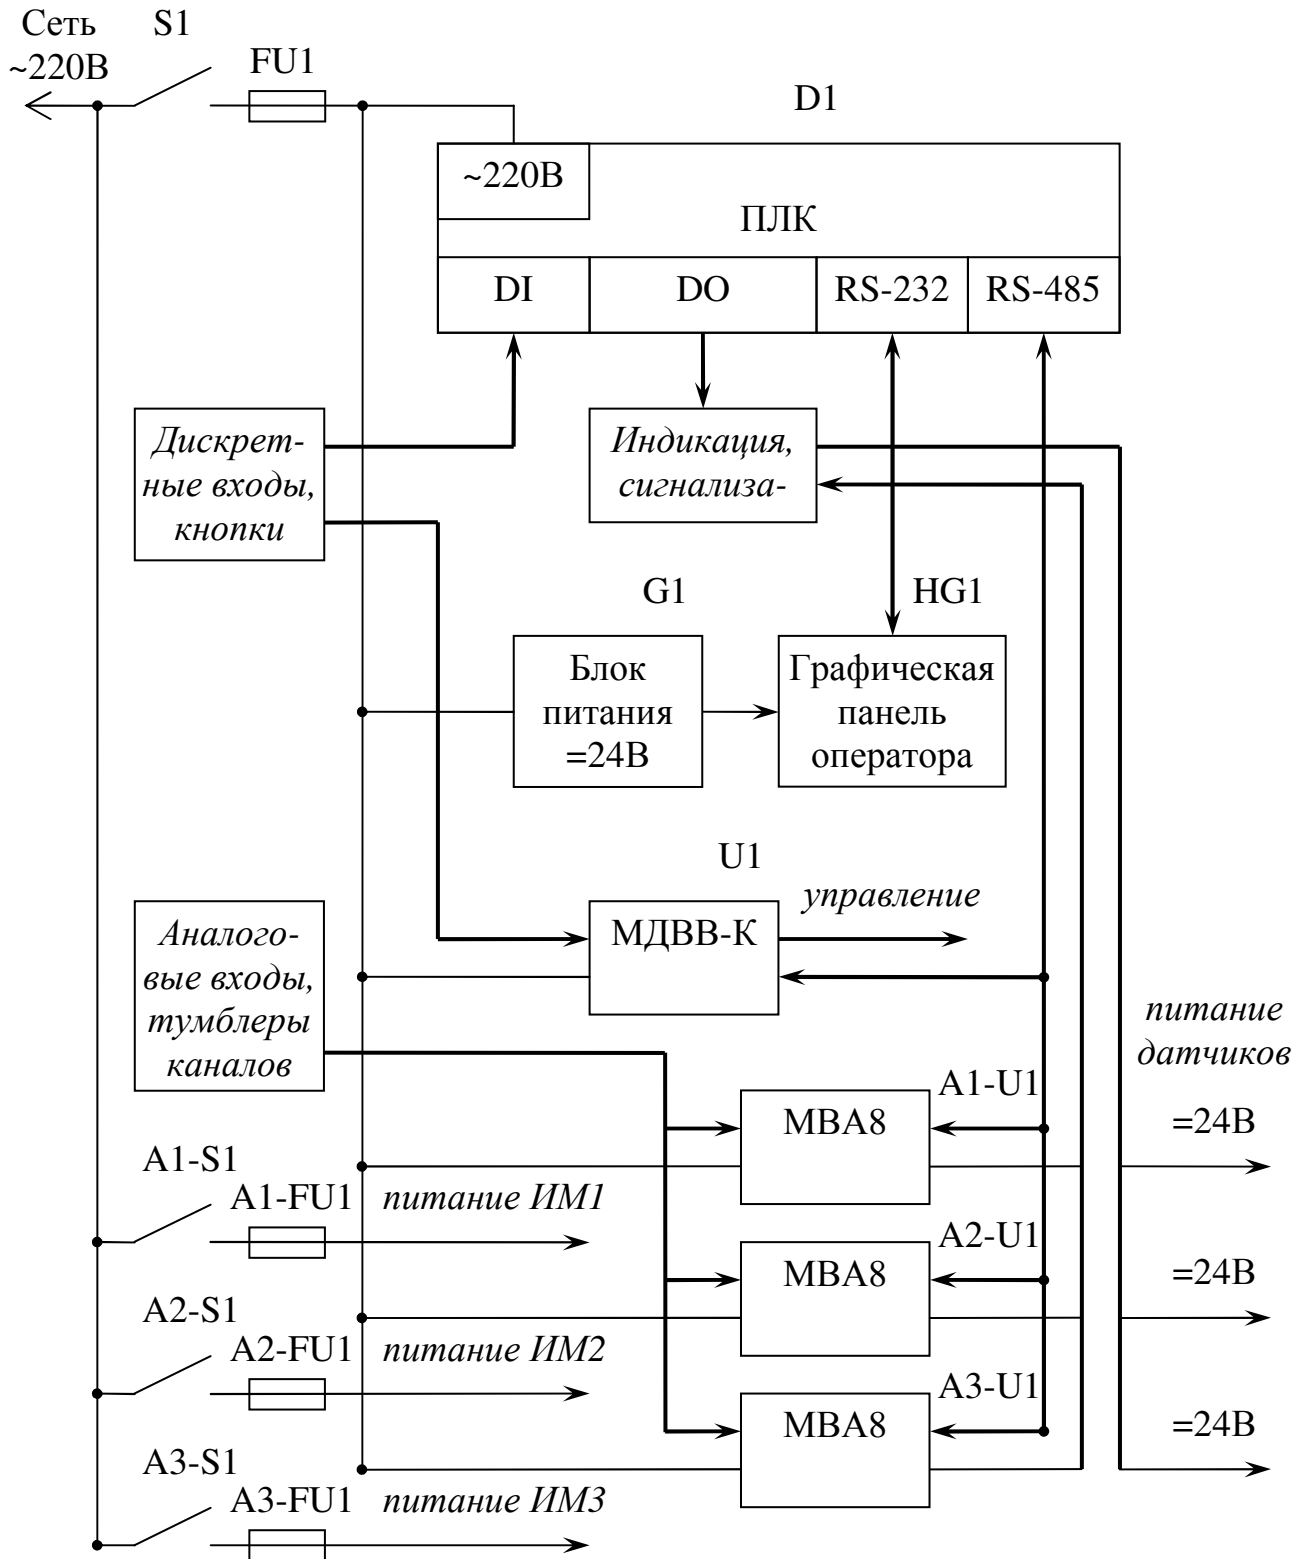 Сеть
~220В
S1
FU1
D1
~220В
ПЛК
DI
DO
RS-232
RS-485
Дискрет-
ные входы,
кнопки
Индикация,
сигнализа-
G1
HG1
Блок
питания
=24В
Графическая
панель
оператора
U1
МДВВ-К
управление
Аналого-
вые входы,
тумблеры
каналов
питание
датчиков
A1-U1
МВА8
=24В
A1-S1
A1-FU1
питание ИМ1
A2-U1
МВА8
=24В
A2-S1
A2-FU1
питание ИМ2
A3-U1
МВА8
=24В
A3-S1
A3-FU1
питание ИМ3